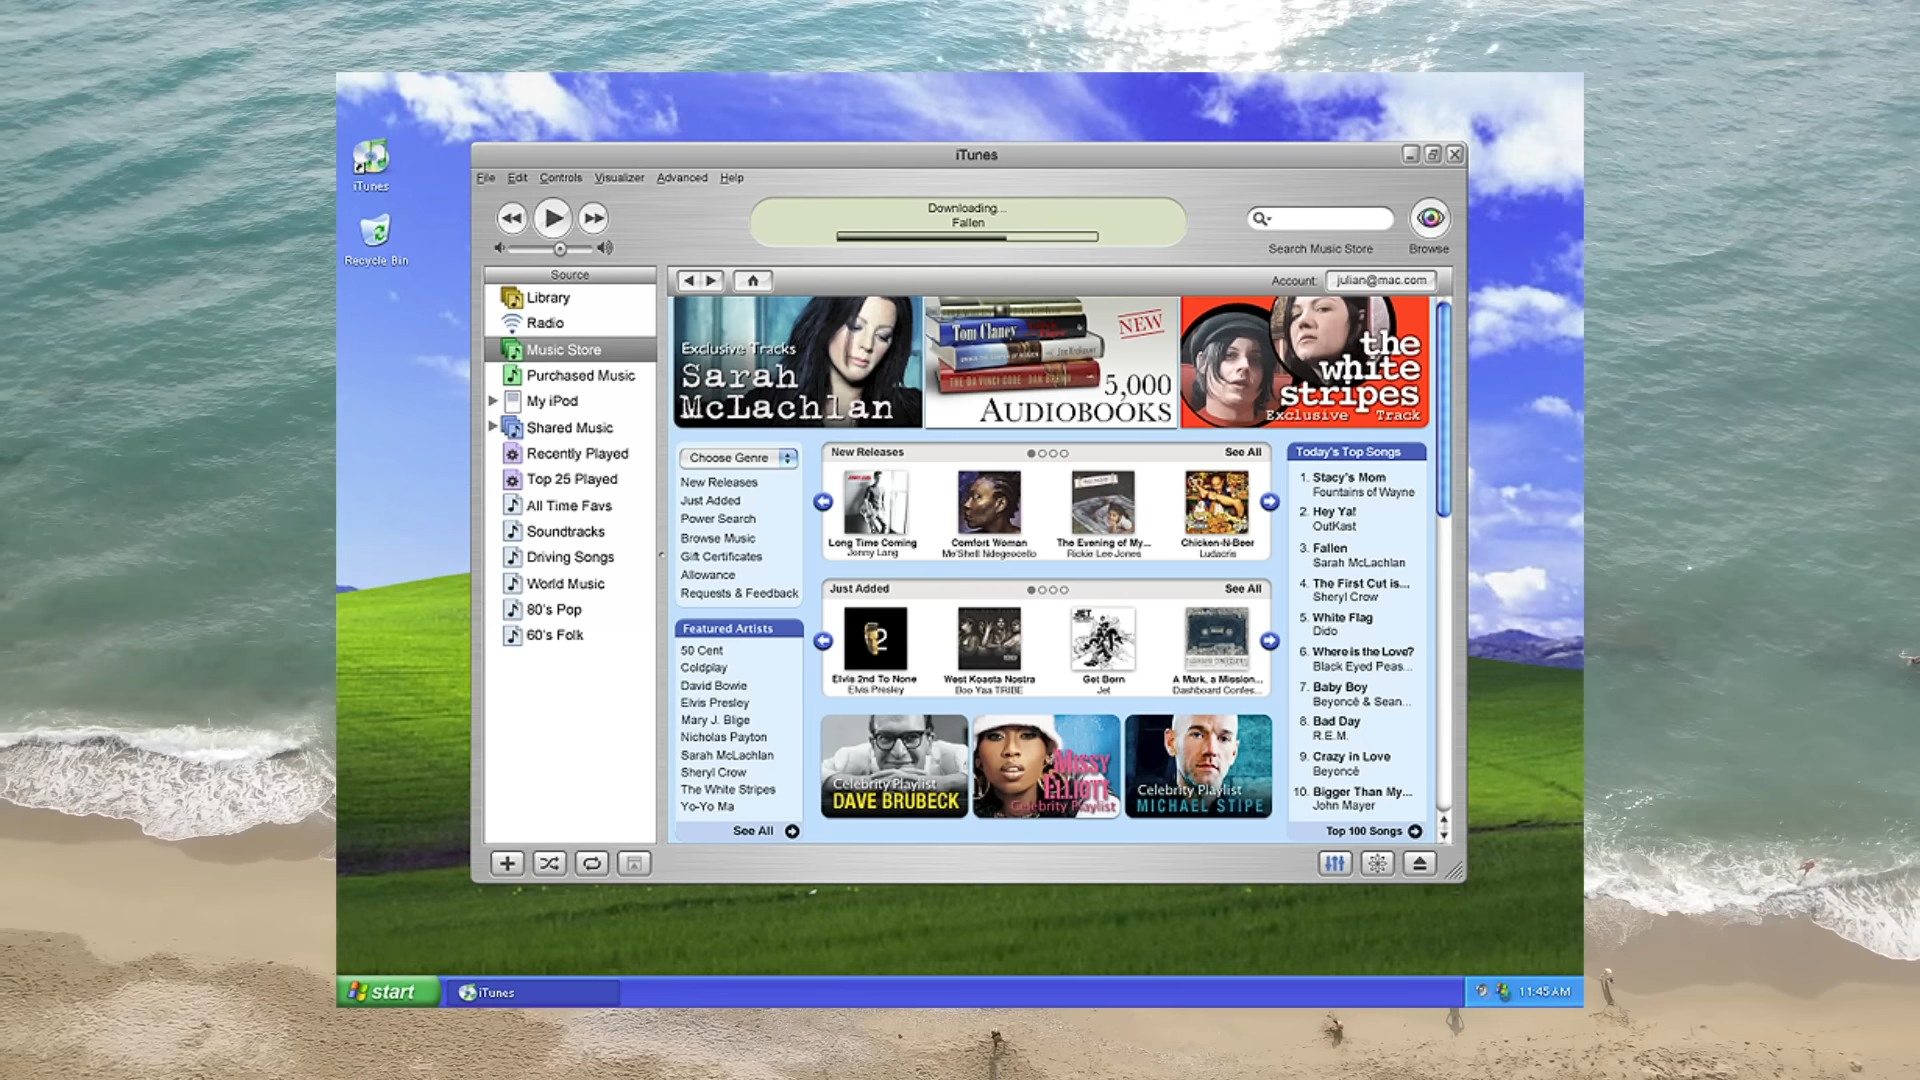 iTunes
Recycle Bin
iTunes
File Edit Controls Visualizer Advanced Help
Downloading...
Fallen
Search Music Store
Browse
Source
Library
Radio
Music Store
Purchased Music
My iPod
Shared Music
Recently Played
Top 25 Played
All Time Favs
Soundtracks
Driving Songs
World Music
80's Pop
60's Folk
Account: julian@mac.com
Exclusive Tracks
Sarah
McLachlan
Tom Clancy
THE DA VINCI CODE DAN BROWN
NEW
5,000
AUDIOBOOKS
the
white
stripes
Exclusive Track
Choose Genre
New Releases
Just Added
Power Search
Browse Music
Gift Certificates
Allowance
Requests & Feedback
Featured Artists
50 Cent
Coldplay
David Bowie
Elvis Presley
Mary J. Blige
Nicholas Payton
Sarah McLachlan
Sheryl Crow
The White Stripes
Yo-Yo Ma
See All
New Releases
See All
Long Time Coming
Jonny Lang
Comfort Woman
Me'Shell Ndegeocello
The Evening of My...
Rickie Lee Jones
Chicken-N-Beer
Ludacris
Just Added
See All
Elvis 2nd To None
Elvis Presley
West Koasta Nostra
Boo Yaa TRIBE
JET
Get Born
Jet
A Mark, a Mission...
Dashboard Confes...
Celebrity Playlist
DAVE BRUBECK
MISSY
ELLIOTT
Celebrity Playlist
Celebrity Playlist
MICHAEL STIPE
Today's Top Songs
1. Stacy's Mom
Fountains of Wayne
2. Hey Ya!
OutKast
3. Fallen
Sarah McLachlan
4. The First Cut is...
Sheryl Crow
5. White Flag
Dido
6. Where is the Love?
Black Eyed Peas...
7. Baby Boy
Beyoncé & Sean...
8. Bad Day
R.E.M.
9. Crazy in Love
Beyoncé
10. Bigger Than My...
John Mayer
Top 100 Songs
start
iTunes
11:45 AM